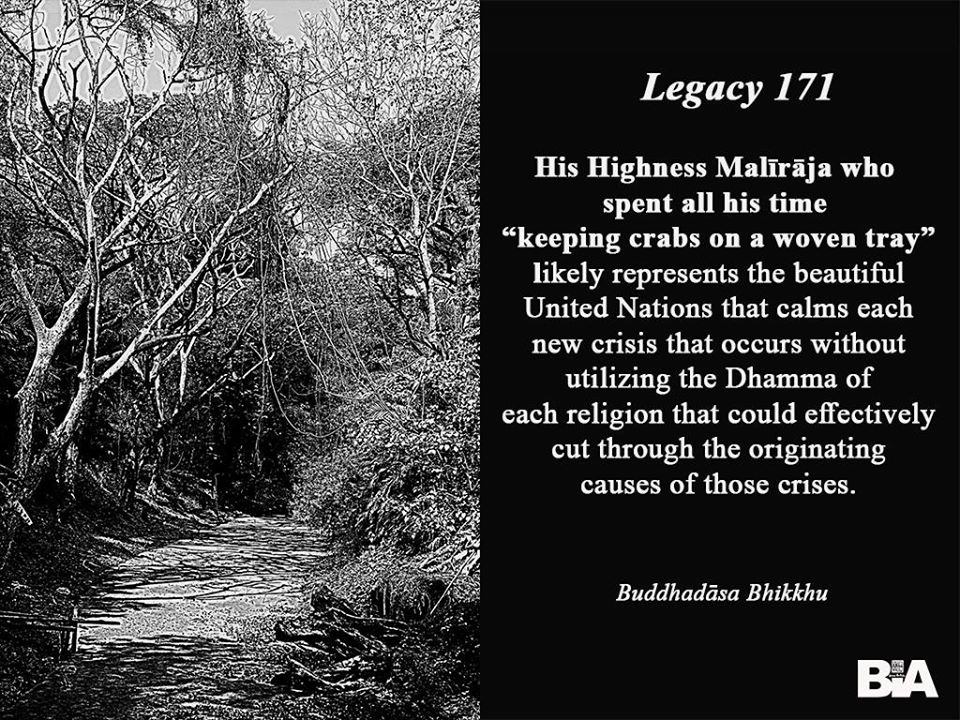 Legacy 171
His Highness Malīrāja who
spent all his time
“keeping crabs on a woven tray”
likely represents the beautiful
United Nations that calms each
new crisis that occurs without
utilizing the Dhamma of
each religion that could effectively
cut through the originating
causes of those crises.
Buddhadāsa Bhikkhu
BiA